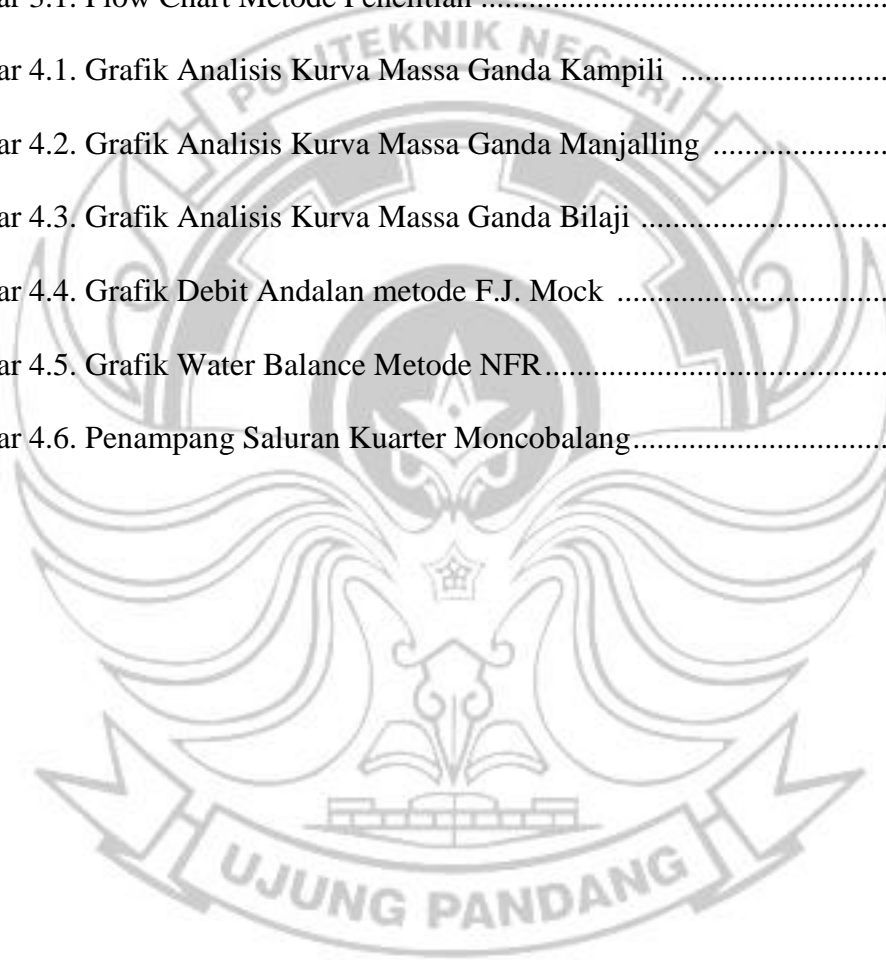 ar 3.1. Flow Chart Metode Penelitian ....................................................
POLITEKNIK NEGERI
ar 4.1. Grafik Analisis Kurva Massa Ganda Kampili ...........................
ar 4.2. Grafik Analisis Kurva Massa Ganda Manjalling ......................
ar 4.3. Grafik Analisis Kurva Massa Ganda Bilaji ................................
ar 4.4. Grafik Debit Andalan metode F.J. Mock ...................................
ar 4.5. Grafik Water Balance Metode NFR............................................
ar 4.6. Penampang Saluran Kuarter Moncobalang.................................
UJUNG PANDANG